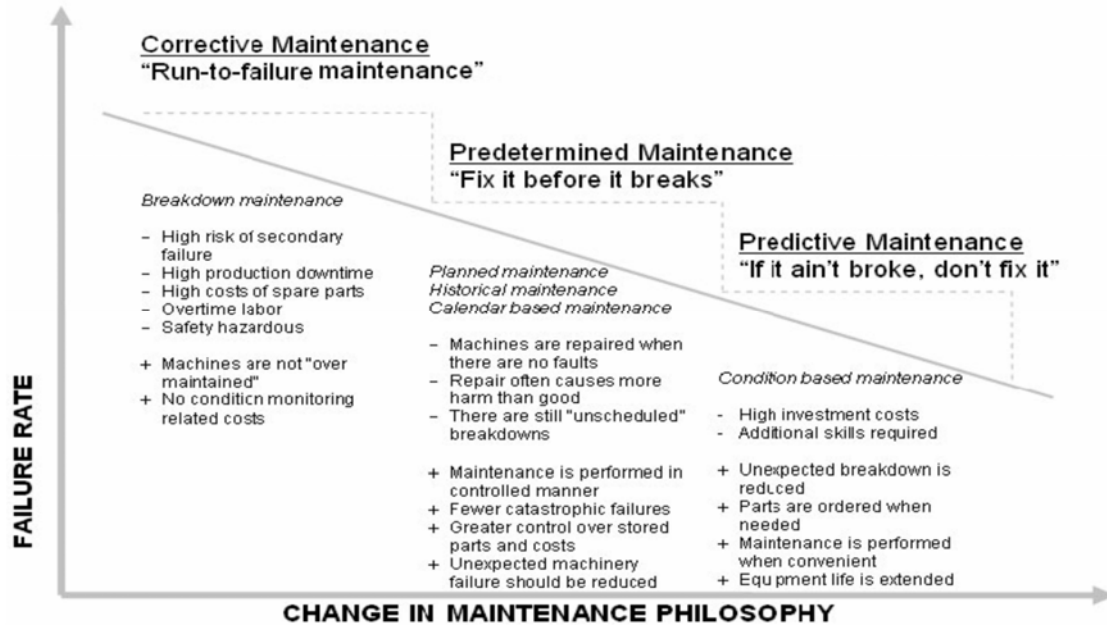 Corrective Maintenance
“Run-to-failure maintenance”
Predetermined Maintenance
“Fix it before it breaks”
Predictive Maintenance
“If it ain't broke, don't fix it”
Breakdown maintenance
– High risk of secondary
failure
– High production downtime
– High costs of spare parts
– Overtime labor
– Safety hazardous
+ Machines are not "over
maintained"
+ No condition monitoring
related costs
Planned maintenance
Historical maintenance
Calendar based maintenance
– Machines are repaired when
there are no faults
– Repair often causes more
harm than good
– There are still "unscheduled"
breakdowns
+ Maintenance is performed in
controlled manner
+ Fewer catastrophic failures
+ Greater control over stored
parts and costs
+ Unexpected machinery
failure should be reduced
Condition based maintenance
- High investment costs
- Additional skills required
+ Unexpected breakdown is
reduced
+ Parts are ordered when
needed
+ Maintenance is performed
when convenient
+ Equipment life is extended
FAILURE RATE
CHANGE IN MAINTENANCE PHILOSOPHY